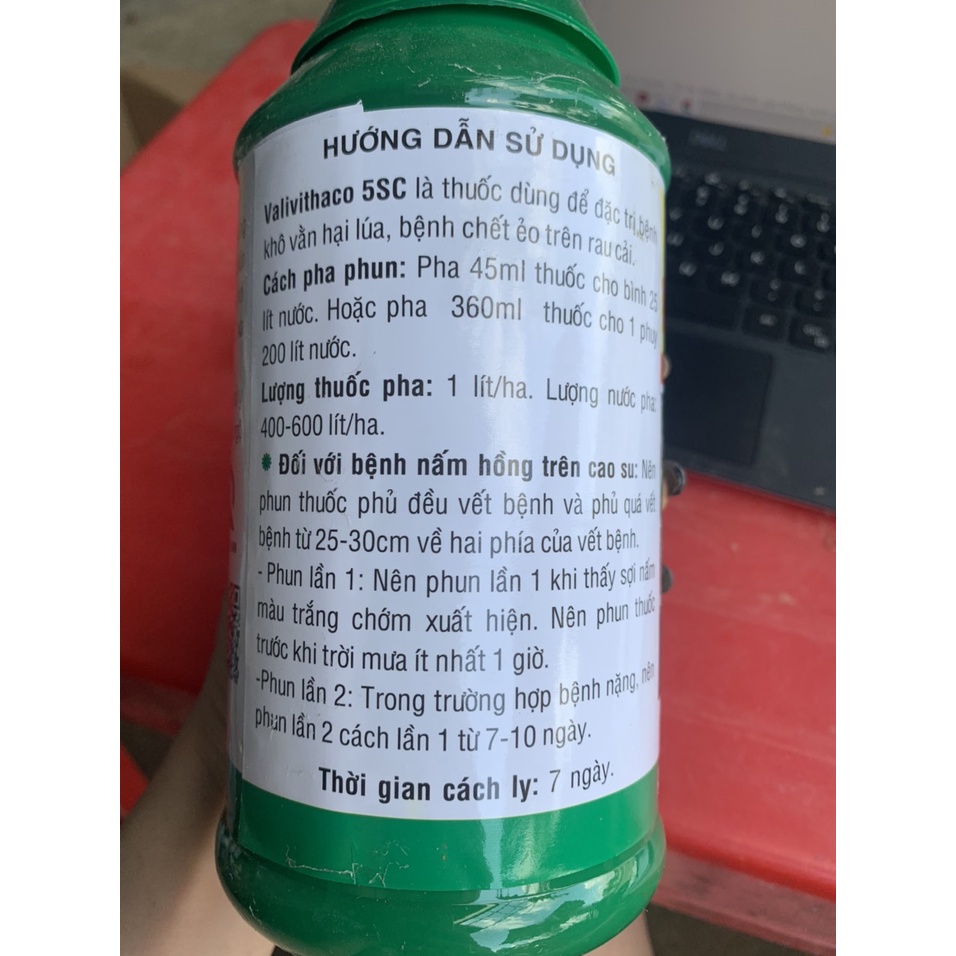 HƯỚNG DẪN SỬ DỤNG
Valivithaco 5SC là thuốc dùng để đặc trị bệnh
khô vằn hại lúa, bệnh chết ẻo trên rau cải.
Cách pha phun: Pha 45ml thuốc cho bình 25
lít nước. Hoặc pha 360ml thuốc cho 1 phuy
200 lít nước.
Lượng thuốc pha: 1 lít/ha. Lượng nước pha:
400-600 lít/ha.
Đối với bệnh nấm hồng trên cao su: Nên
phun thuốc phủ đều vết bệnh và phủ quá vết
bệnh từ 25-30cm về hai phía của vết bệnh.
- Phun lần 1: Nên phun lần 1 khi thấy sợi nấm
màu trắng chớm xuất hiện. Nên phun thuốc
trước khi trời mưa ít nhất 1 giờ.
-Phun lần 2: Trong trường hợp bệnh nặng, nên
phun lần 2 cách lần 1 từ 7-10 ngày.
Thời gian cách ly: 7 ngày.